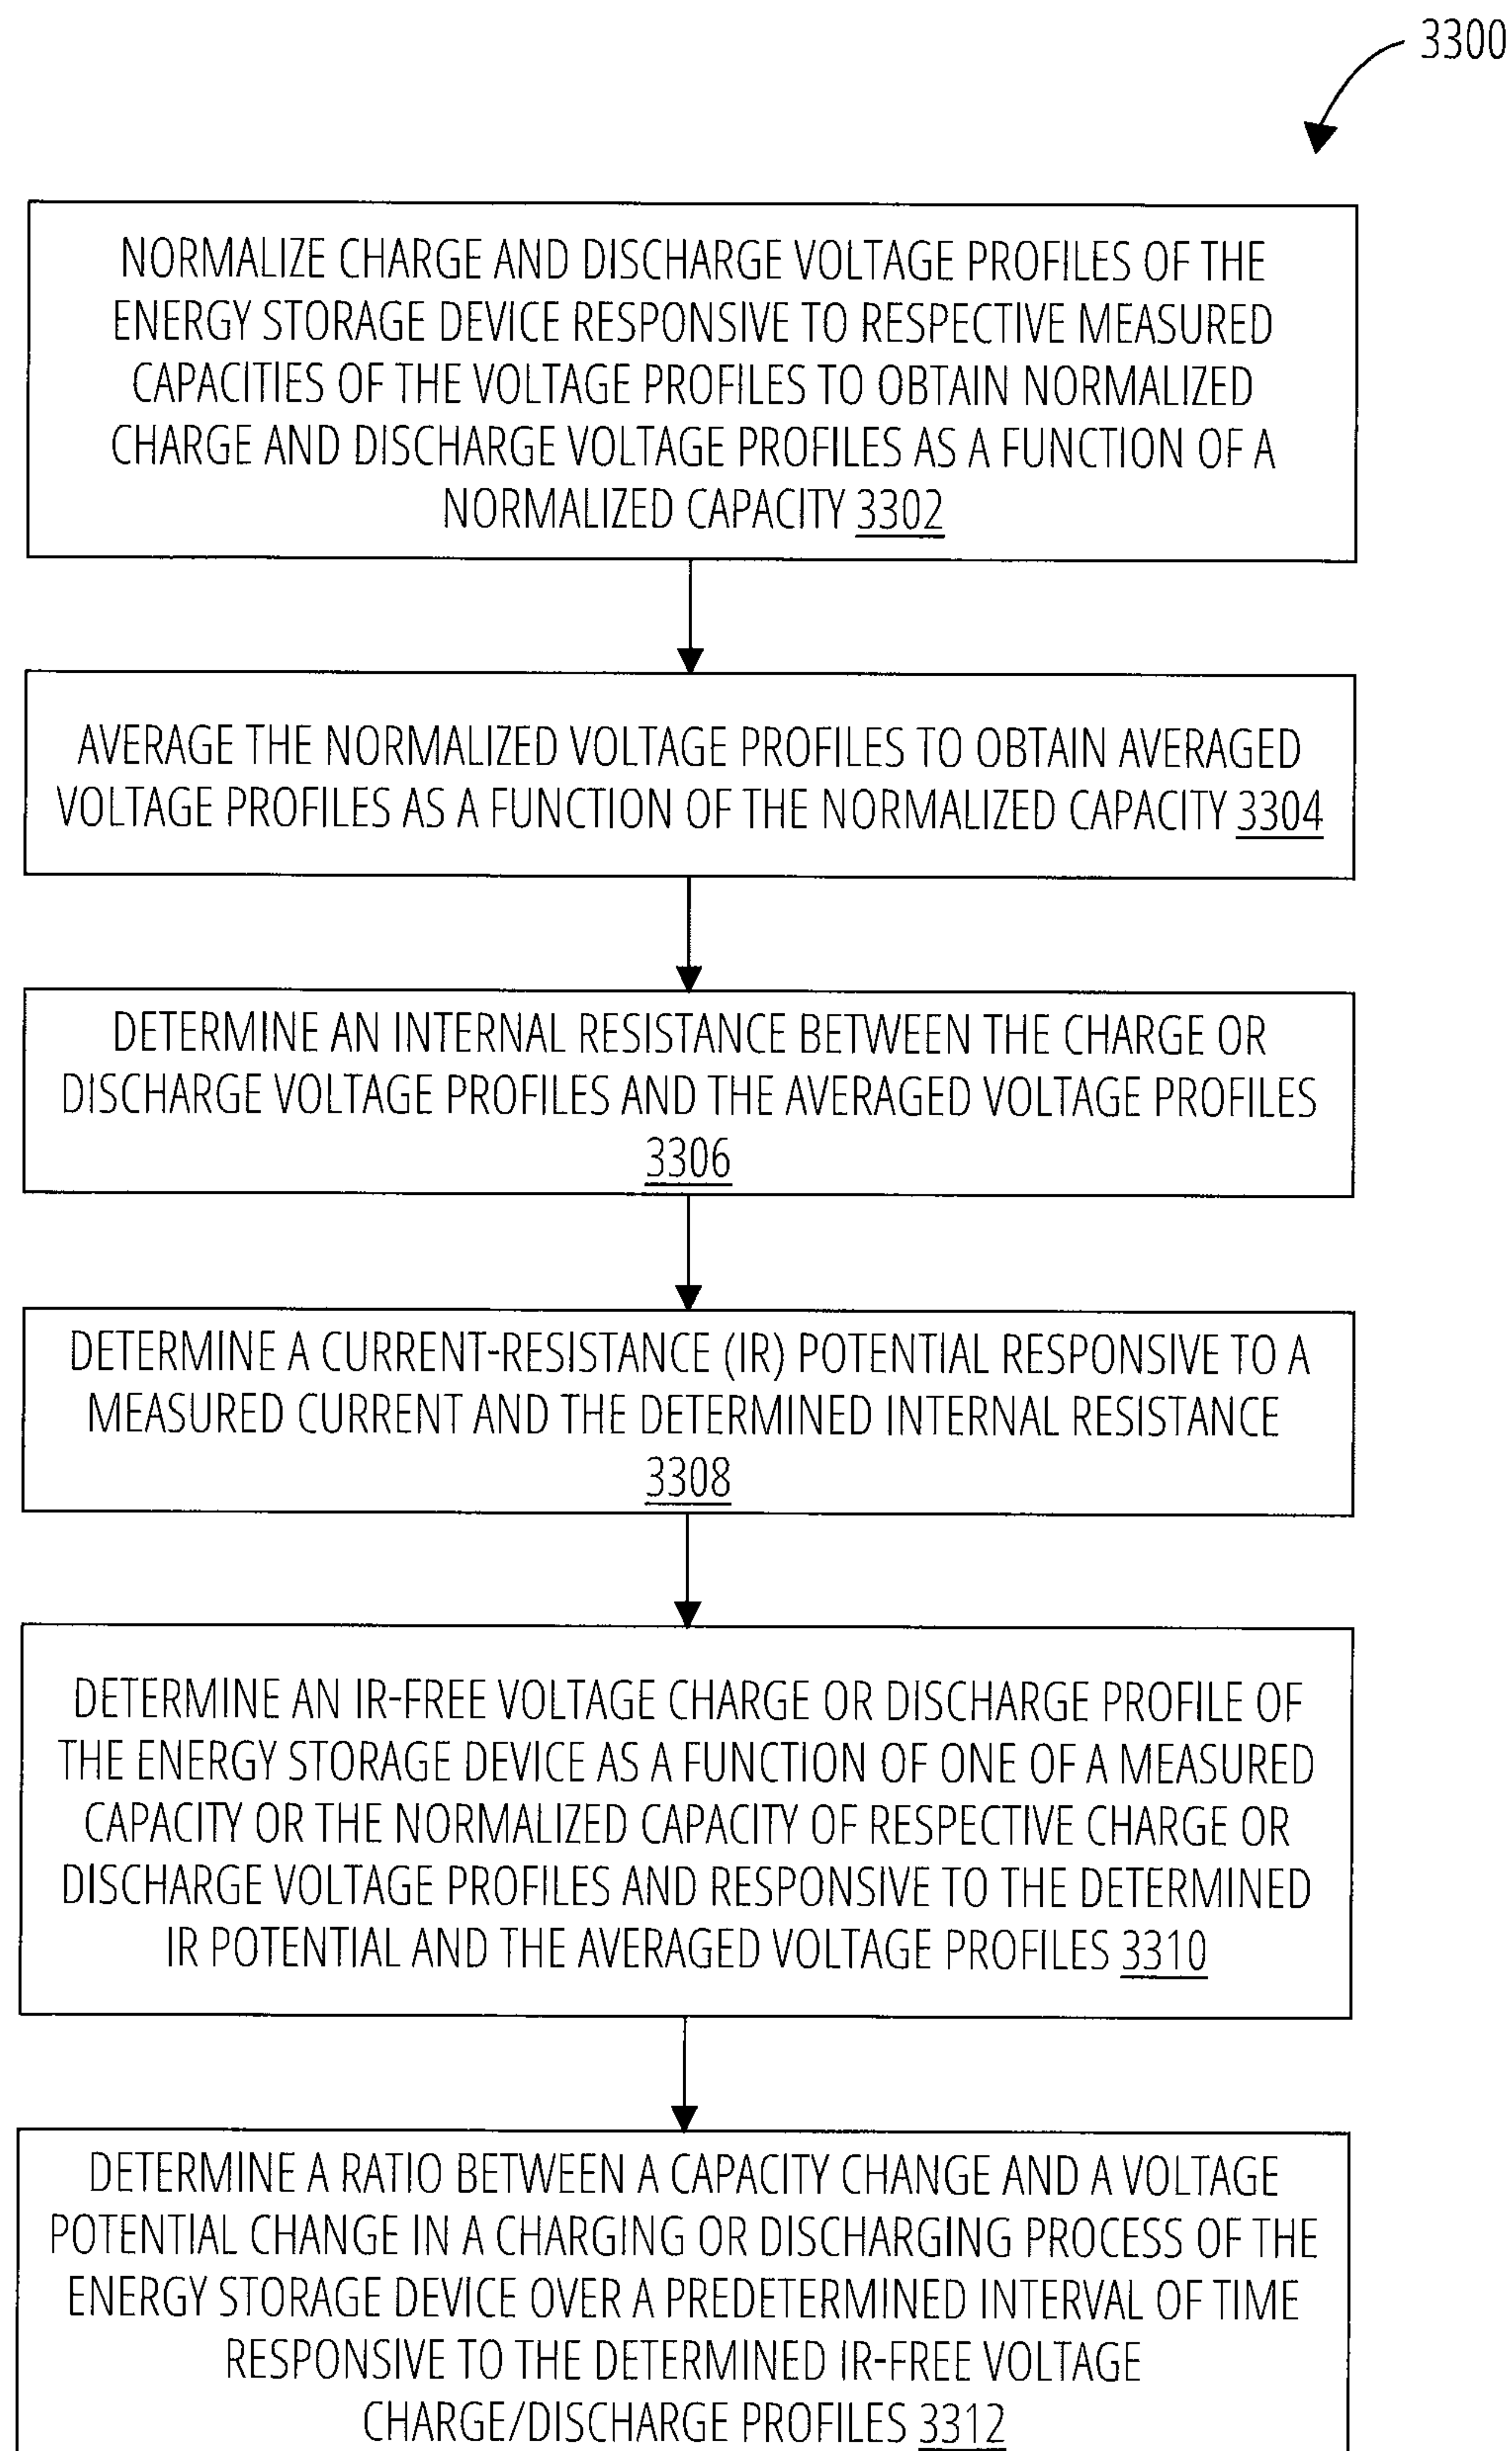 3300
NORMALIZE CHARGE AND DISCHARGE VOLTAGE PROFILES OF THE
ENERGY STORAGE DEVICE RESPONSIVE TO RESPECTIVE MEASURED
CAPACITIES OF THE VOLTAGE PROFILES TO OBTAIN NORMALIZED
CHARGE AND DISCHARGE VOLTAGE PROFILES AS A FUNCTION OF A
NORMALIZED CAPACITY 3302
AVERAGE THE NORMALIZED VOLTAGE PROFILES TO OBTAIN AVERAGED
VOLTAGE PROFILES AS A FUNCTION OF THE NORMALIZED CAPACITY 3304
DETERMINE AN INTERNAL RESISTANCE BETWEEN THE CHARGE OR
DISCHARGE VOLTAGE PROFILES AND THE AVERAGED VOLTAGE PROFILES
3306
DETERMINE A CURRENT-RESISTANCE (IR) POTENTIAL RESPONSIVE TO A
MEASURED CURRENT AND THE DETERMINED INTERNAL RESISTANCE
3308
DETERMINE AN IR-FREE VOLTAGE CHARGE OR DISCHARGE PROFILE OF
THE ENERGY STORAGE DEVICE AS A FUNCTION OF ONE OF A MEASURED
CAPACITY OR THE NORMALIZED CAPACITY OF RESPECTIVE CHARGE OR
DISCHARGE VOLTAGE PROFILES AND RESPONSIVE TO THE DETERMINED
IR POTENTIAL AND THE AVERAGED VOLTAGE PROFILES 3310
DETERMINE A RATIO BETWEEN A CAPACITY CHANGE AND A VOLTAGE
POTENTIAL CHANGE IN A CHARGING OR DISCHARGING PROCESS OF THE
ENERGY STORAGE DEVICE OVER A PREDETERMINED INTERVAL OF TIME
RESPONSIVE TO THE DETERMINED IR-FREE VOLTAGE
CHARGE/DISCHARGE PROFILES 3312